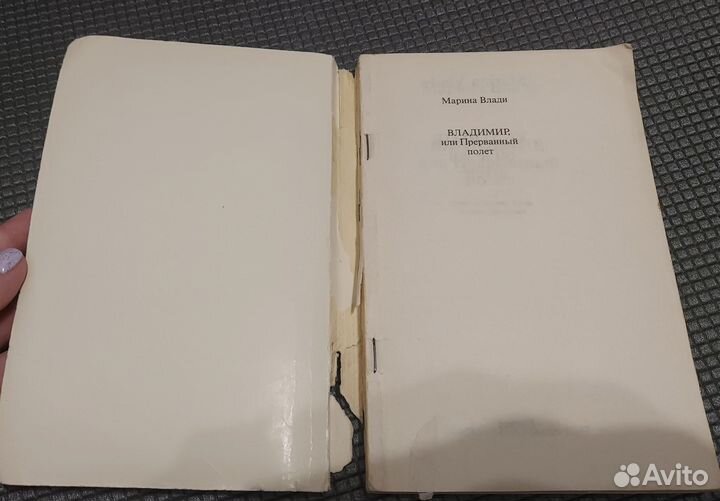 Марина Влади
ВЛАДИМИР,
или Прерванный
полет
Avito